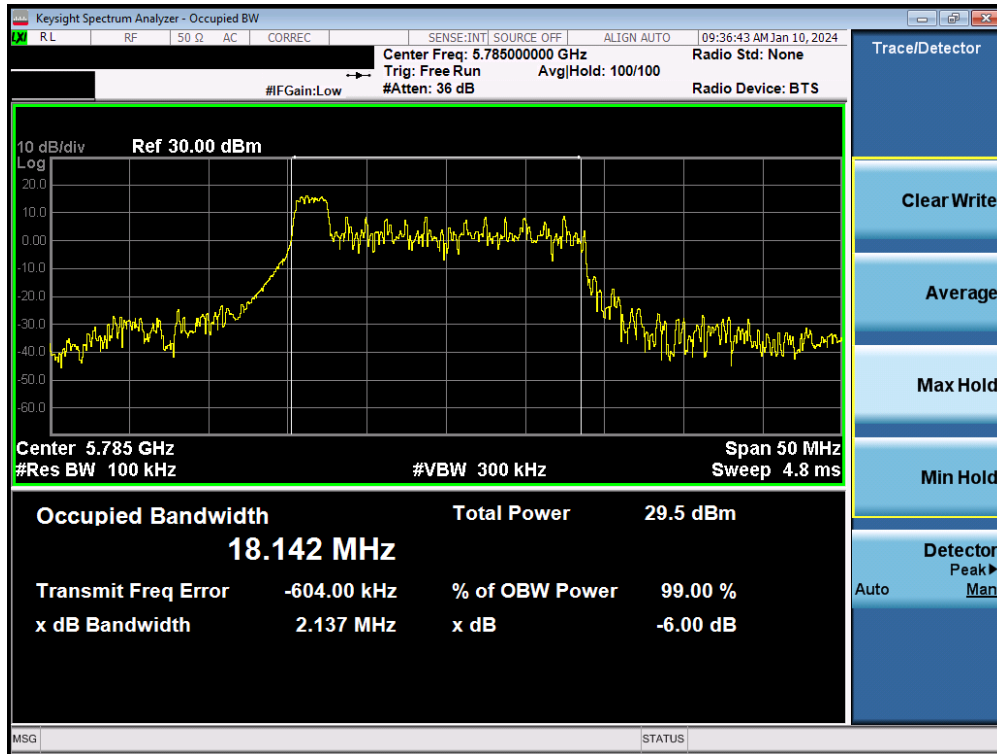 Keysight Spectrum Analyzer - Occupied BW
LXI RL RF 50 Ω AC CORREC SENSE:INT SOURCE OFF ALIGN AUTO 09:36:43 AM Jan 10, 2024
Center Freq: 5.785000000 GHz Radio Std: None
Trig: Free Run Avg|Hold: 100/100
#IFGain:Low #Atten: 36 dB Radio Device: BTS
Trace/Detector
10 dB/div Ref 30.00 dBm
Log
20.0
10.0
0.00
-10.0
-20.0
-30.0
-40.0
-50.0
-60.0
Center 5.785 GHz Span 50 MHz
#Res BW 100 kHz #VBW 300 kHz Sweep 4.8 ms
Occupied Bandwidth Total Power 29.5 dBm
18.142 MHz
Transmit Freq Error -604.00 kHz % of OBW Power 99.00 %
x dB Bandwidth 2.137 MHz x dB -6.00 dB
Clear Write
Average
Max Hold
Min Hold
Detector
Peak▶
Auto Man
MSG STATUS